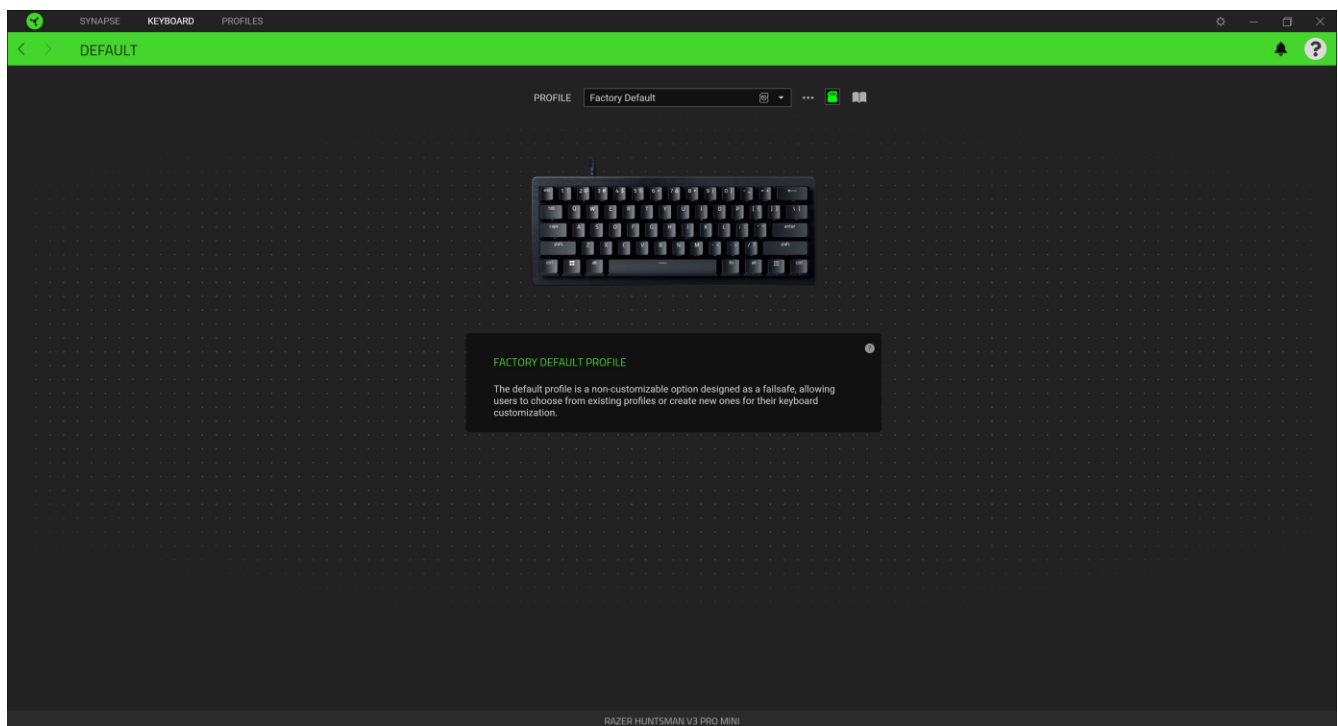 SYNAPSE KEYBOARD PROFILES
DEFAULT
?
PROFILE Factory Default
FACTORY DEFAULT PROFILE
?
The default profile is a non-customizable option designed as a failsafe, allowing
users to choose from existing profiles or create new ones for their keyboard
customization.
RAZER HUNTSMAN V3 PRO MINI